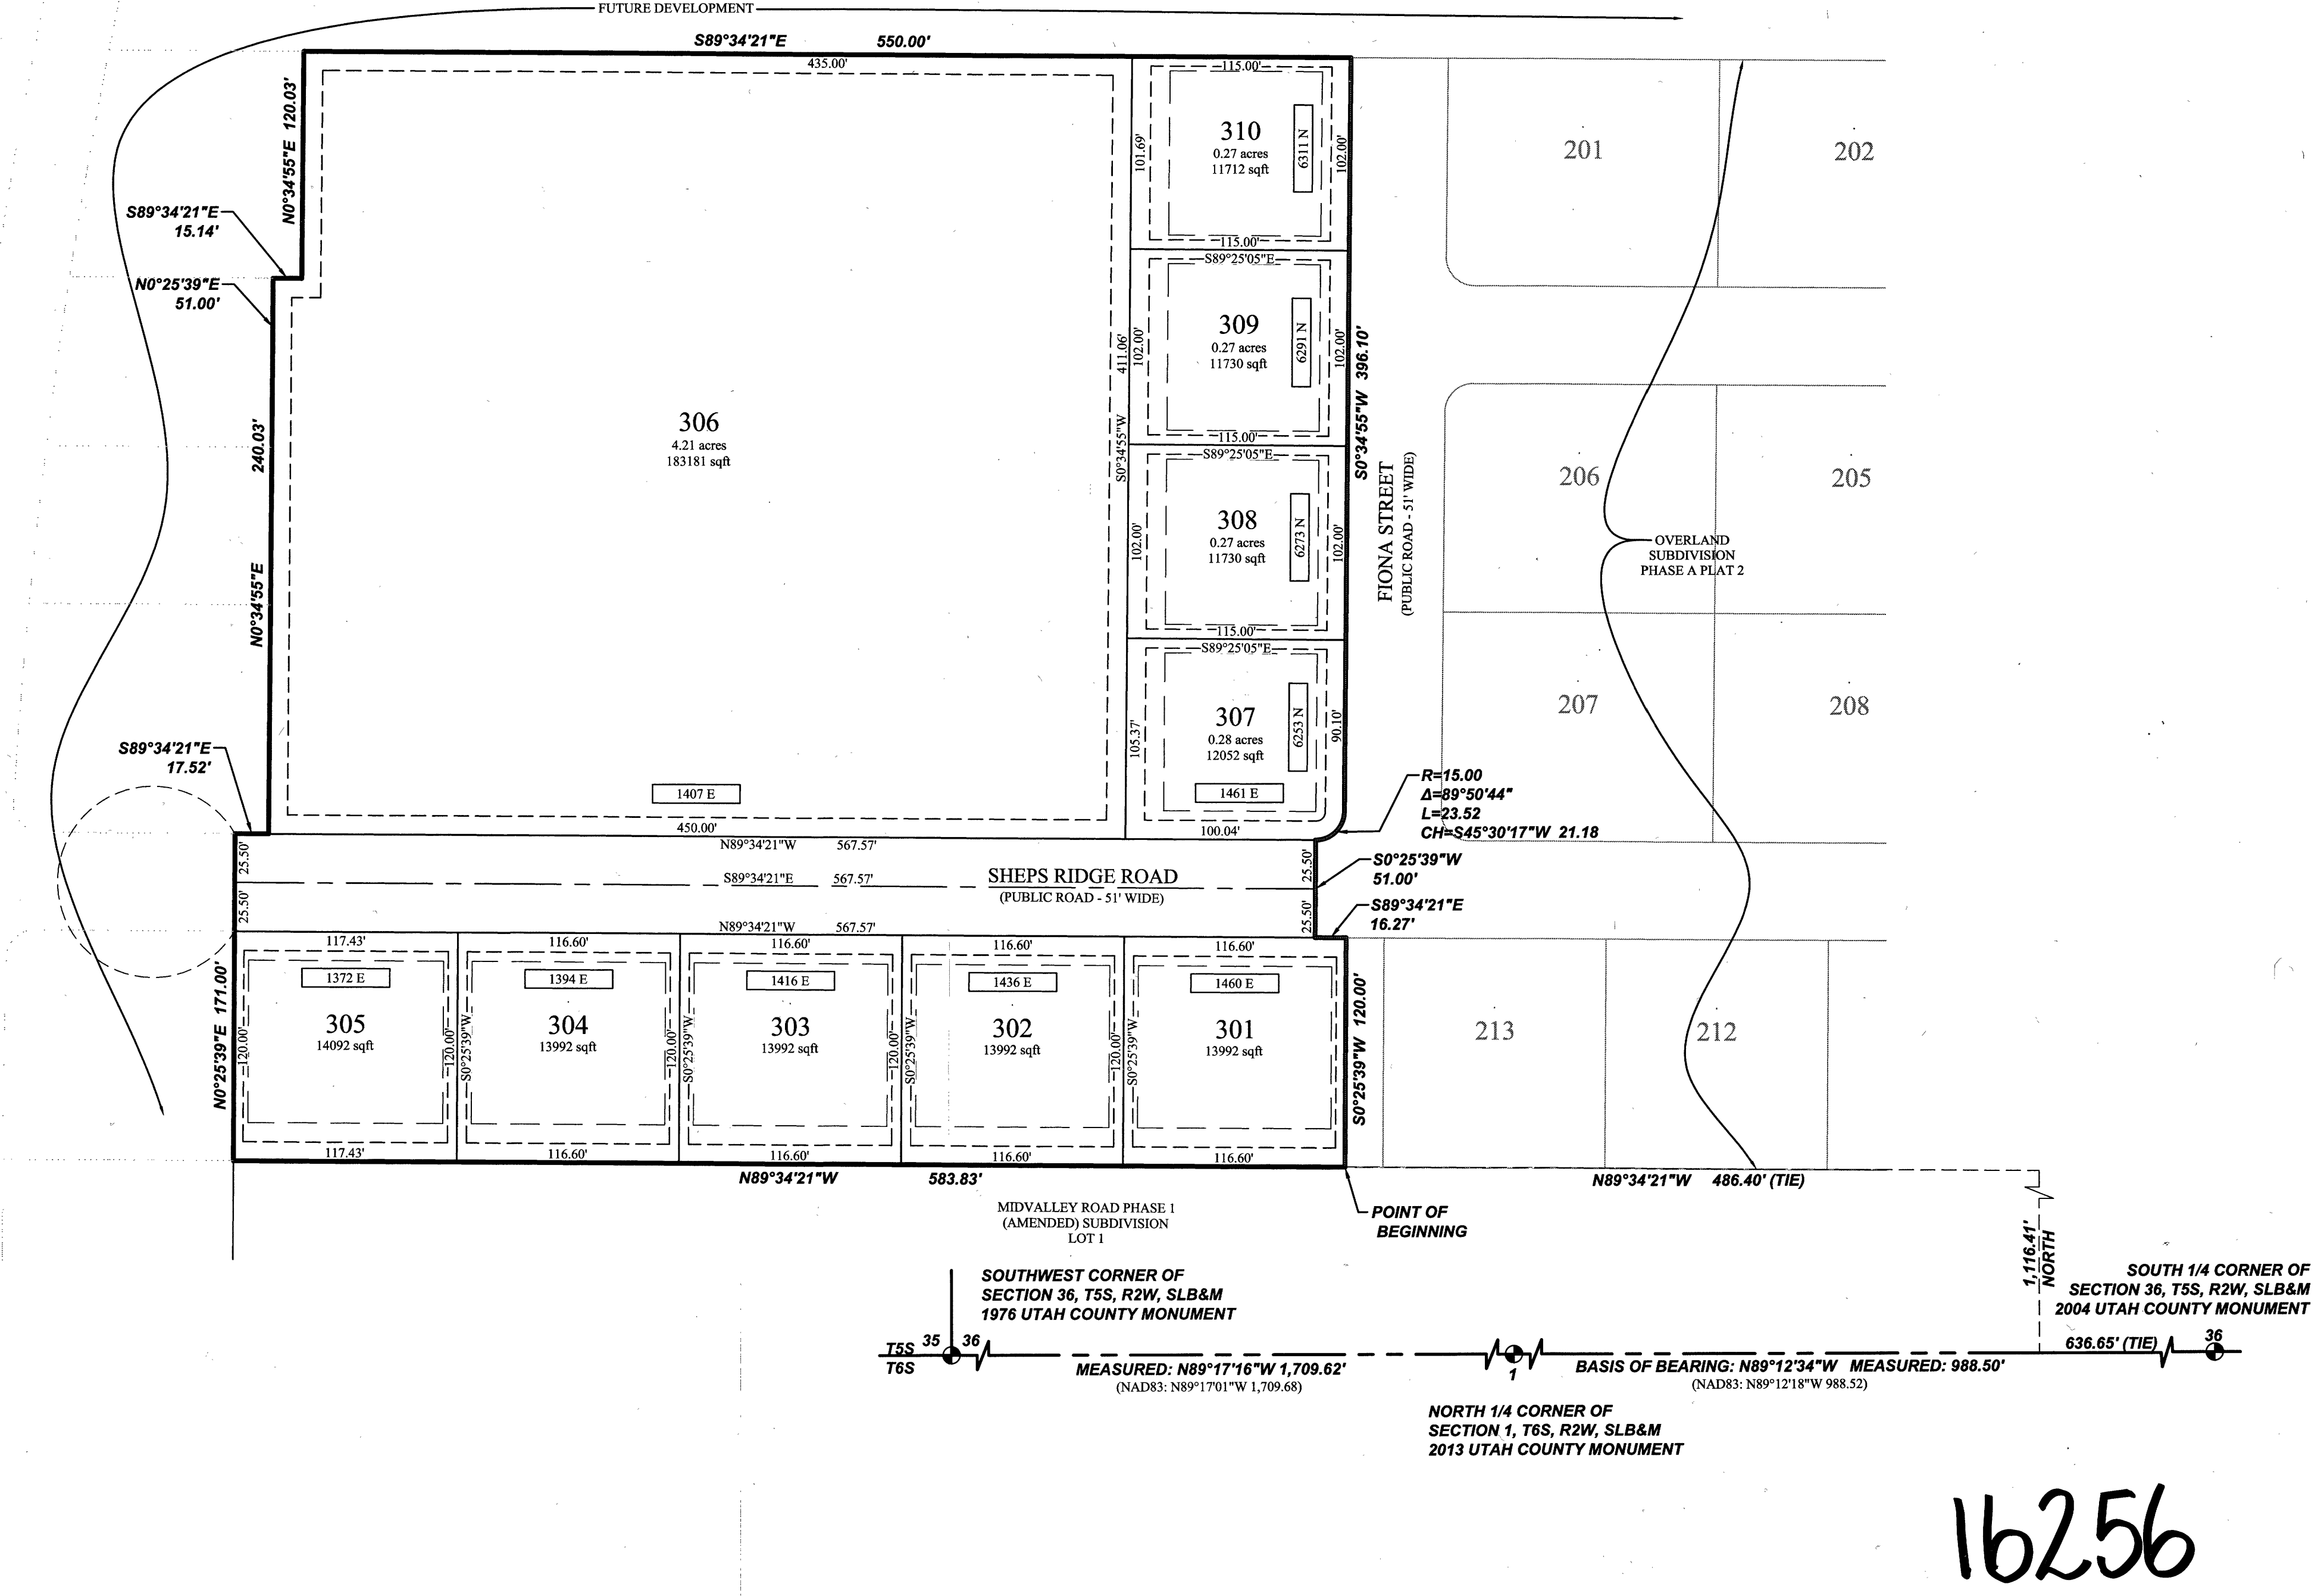 FUTURE DEVELOPMENT
S89°34'21"E 550.00'
435.00'
N0°34'55"E 120.03'
S89°34'21"E
15.14'
N0°25'39"E
51.00'
240.03'
N0°34'55"E
S89°34'21"E
17.52'
306
4.21 acres
183181 sqft
1407 E
450.00'
S0°34'55"W 411.06'
115.00'
101.69'
310
0.27 acres
11712 sqft
6311 N
102.00'
115.00'
S89°25'05"E
102.00'
309
0.27 acres
11730 sqft
6291 N
102.00'
115.00'
S89°25'05"E
102.00'
308
0.27 acres
11730 sqft
6273 N
102.00'
115.00'
S89°25'05"E
105.37'
307
0.28 acres
12052 sqft
6253 N
90.10'
1461 E
100.04'
S0°34'55"W 396.10'
FIONA STREET
(PUBLIC ROAD - 51' WIDE)
201
202
206
205
OVERLAND
SUBDIVISION
PHASE A PLAT 2
207
208
R=15.00
Δ=89°50'44"
L=23.52
CH=S45°30'17"W 21.18
S0°25'39"W
51.00'
S89°34'21"E
16.27'
N89°34'21"W 567.57'
25.50'
25.50'
S89°34'21"E 567.57'
SHEPS RIDGE ROAD
(PUBLIC ROAD - 51' WIDE)
25.50'
25.50'
N89°34'21"W 567.57'
N0°25'39"E 171.00'
117.43'
1372 E
305
14092 sqft
120.00'
120.00'
117.43'
116.60'
1394 E
304
13992 sqft
S0°25'39"W
120.00'
116.60'
116.60'
1416 E
303
13992 sqft
S0°25'39"W
120.00'
116.60'
116.60'
1436 E
302
13992 sqft
S0°25'39"W
120.00'
116.60'
116.60'
1460 E
301
13992 sqft
S0°25'39"W
116.60'
S0°25'39"W 120.00'
213
212
N89°34'21"W 583.83'
N89°34'21"W 486.40' (TIE)
MIDVALLEY ROAD PHASE 1
(AMENDED) SUBDIVISION
LOT 1
POINT OF
BEGINNING
1,116.41'
NORTH
SOUTHWEST CORNER OF
SECTION 36, T5S, R2W, SLB&M
1976 UTAH COUNTY MONUMENT
SOUTH 1/4 CORNER OF
SECTION 36, T5S, R2W, SLB&M
2004 UTAH COUNTY MONUMENT
T5S 35 36
T6S
MEASURED: N89°17'16"W 1,709.62'
(NAD83: N89°17'01"W 1,709.68)
1
BASIS OF BEARING: N89°12'34"W MEASURED: 988.50'
(NAD83: N89°12'18"W 988.52)
636.65' (TIE)
36
NORTH 1/4 CORNER OF
SECTION 1, T6S, R2W, SLB&M
2013 UTAH COUNTY MONUMENT
16256